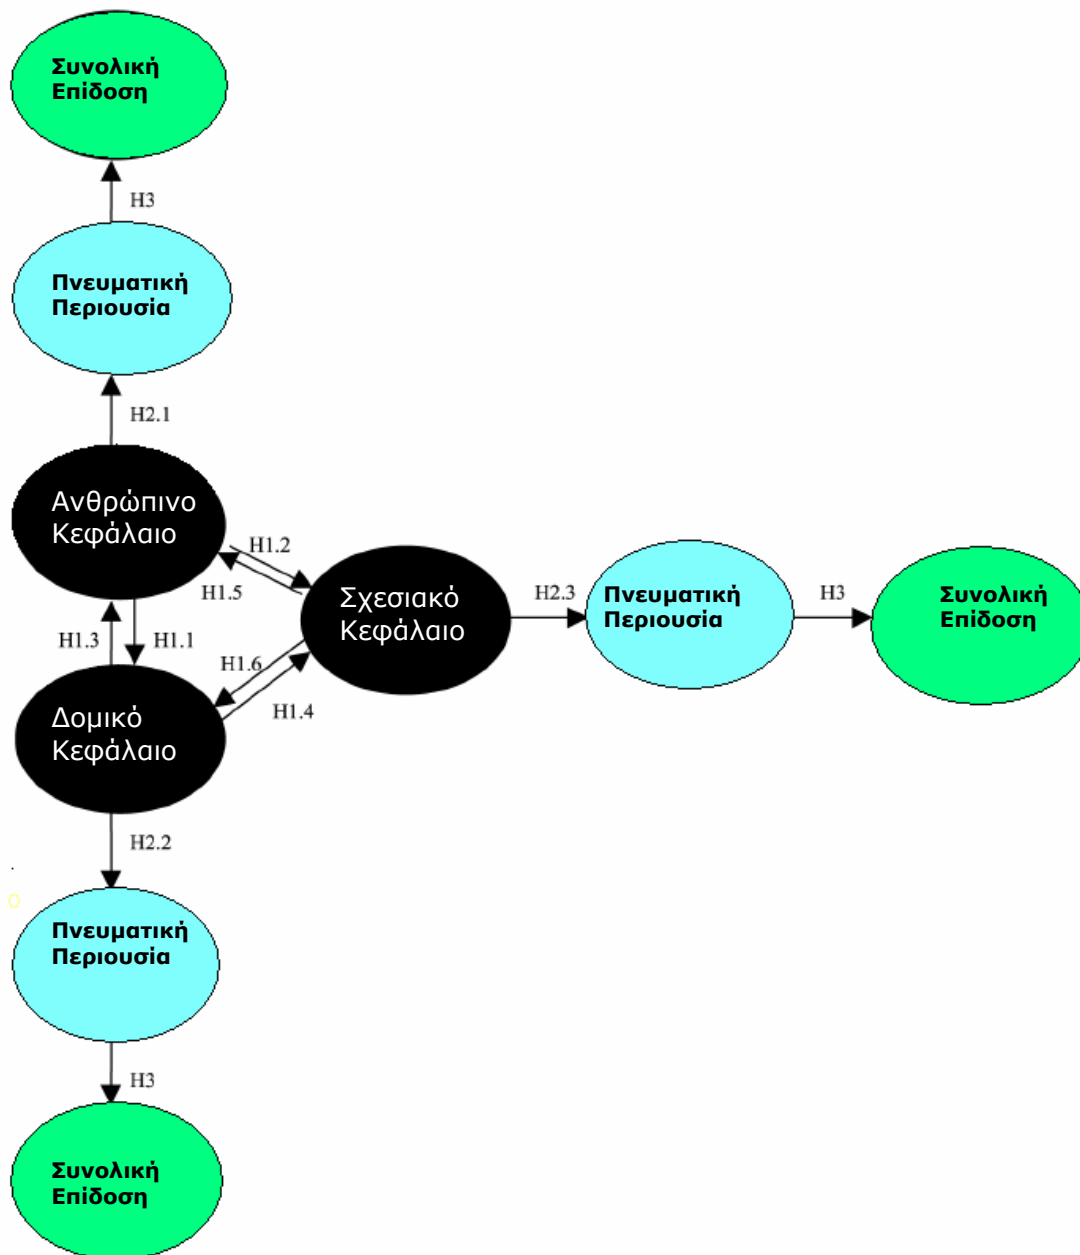 Συνολική
Επίδοση
H3
Πνευματική
Περιουσία
H2.1
Ανθρώπινο
Κεφάλαιο
H1.2
H1.5
Σχεσιακό
Κεφάλαιο
H2.3
Πνευματική
Περιουσία
H3
Συνολική
Επίδοση
H1.3
H1.1
H1.6
H1.4
Δομικό
Κεφάλαιο
H2.2
Πνευματική
Περιουσία
H3
Συνολική
Επίδοση